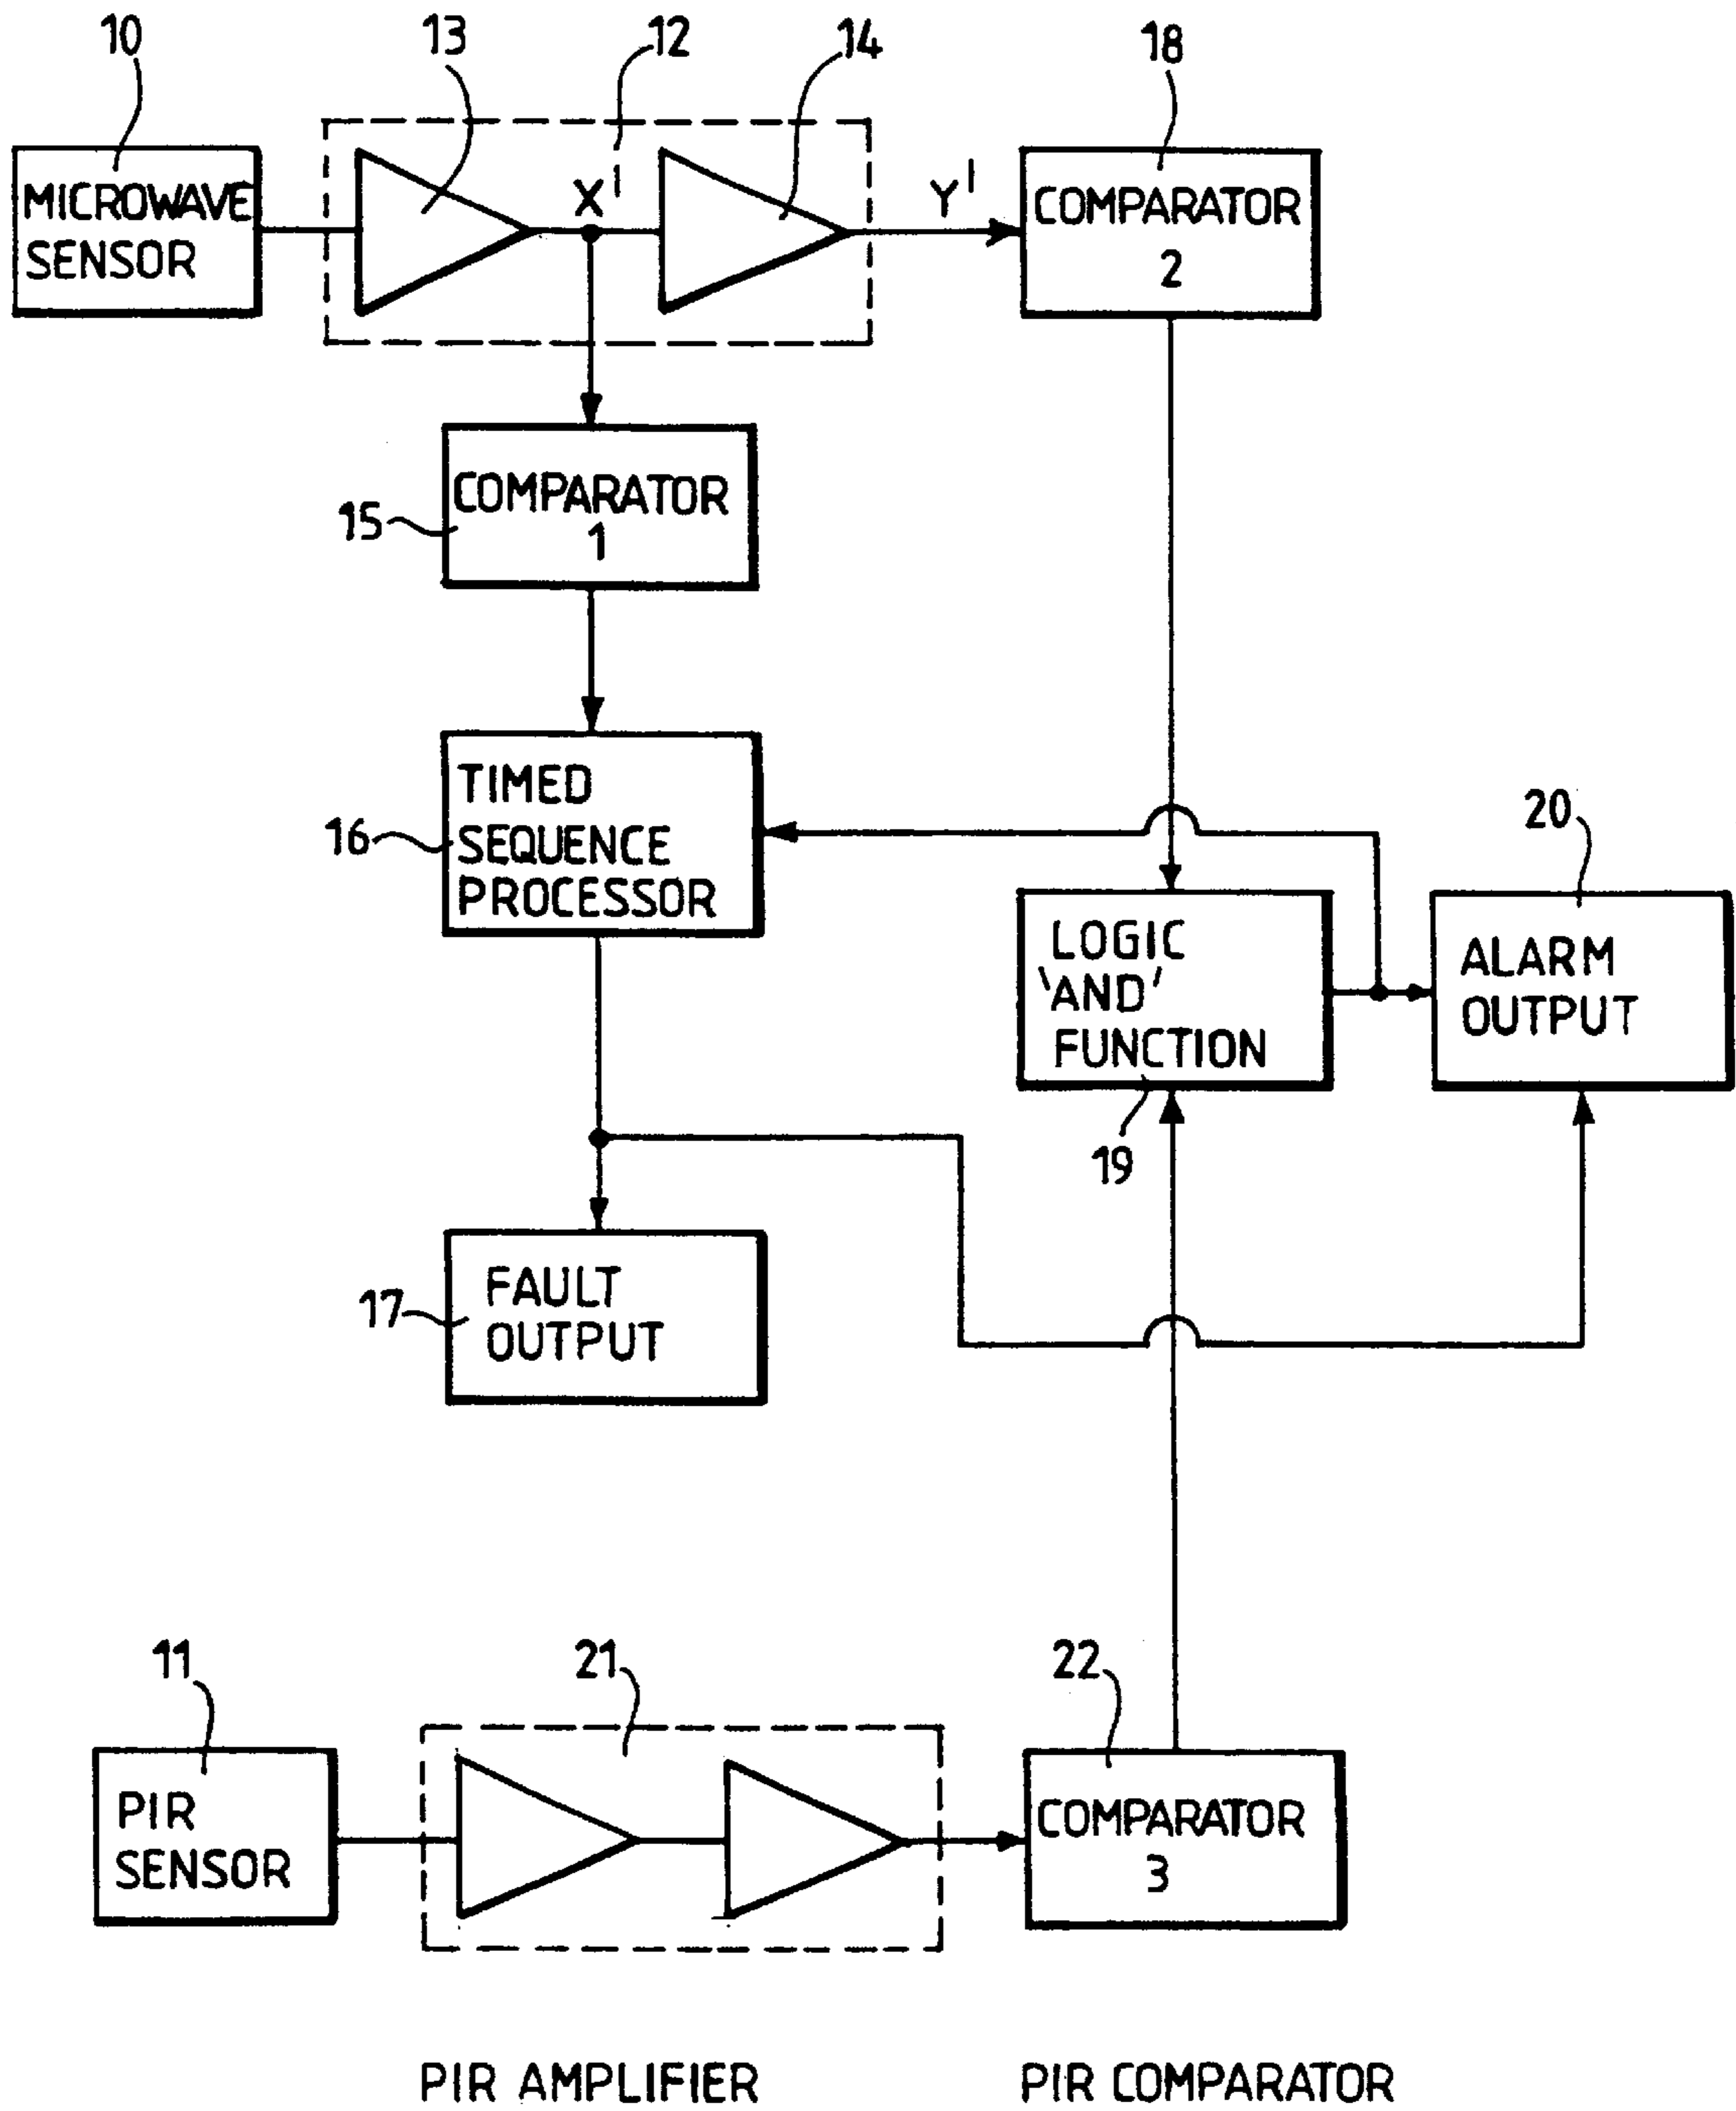 10
13
12
14
18
MICROWAVE
SENSOR
X'
Y'
COMPARATOR
2
15
COMPARATOR
1
16
TIMED
SEQUENCE
PROCESSOR
20
LOGIC
'AND'
FUNCTION
19
ALARM
OUTPUT
17
FAULT
OUTPUT
11
21
22
PIR
SENSOR
COMPARATOR
3
PIR AMPLIFIER
PIR COMPARATOR